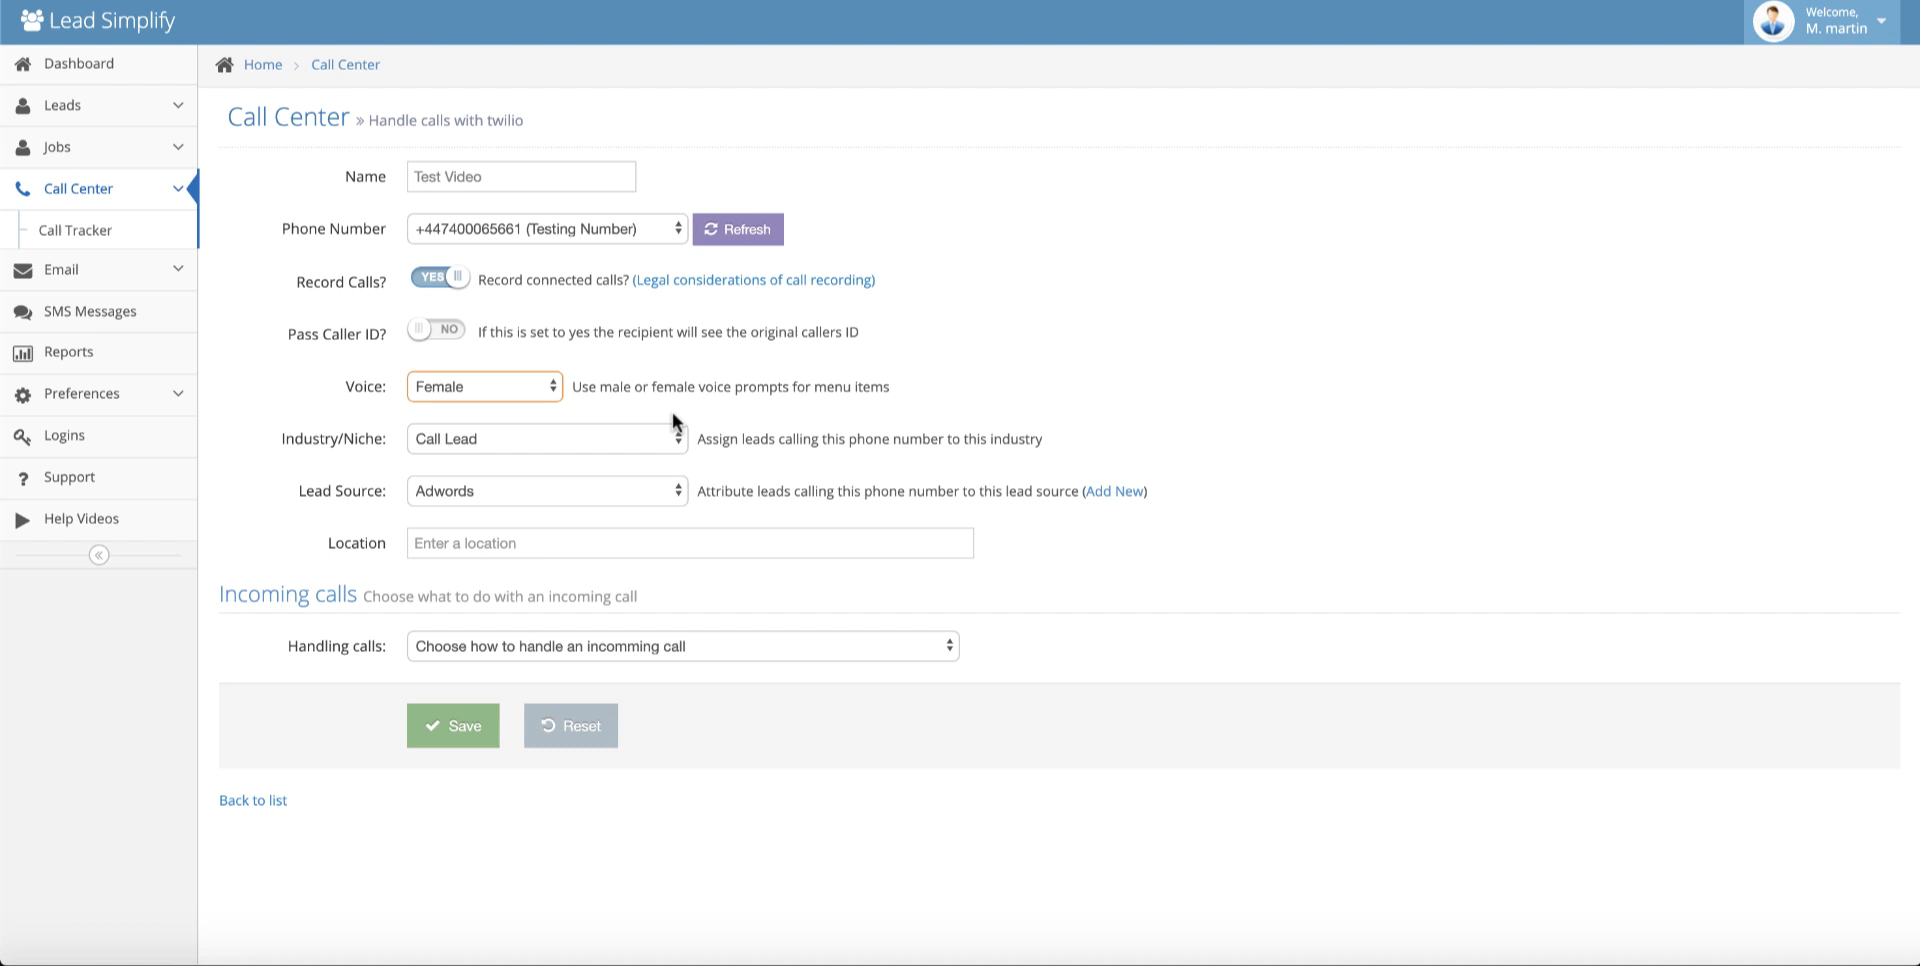 Lead Simplify
Welcome,
M. martin
Dashboard
Leads
Jobs
Call Center
Call Tracker
Email
SMS Messages
Reports
Preferences
Logins
Support
Help Videos
Home > Call Center
Call Center » Handle calls with twilio
Name Test Video
Phone Number +447400065661 (Testing Number) Refresh
Record Calls? YES Record connected calls? (Legal considerations of call recording)
Pass Caller ID? NO If this is set to yes the recipient will see the original callers ID
Voice: Female Use male or female voice prompts for menu items
Industry/Niche: Call Lead Assign leads calling this phone number to this industry
Lead Source: Adwords Attribute leads calling this phone number to this lead source (Add New)
Location Enter a location
Incoming calls Choose what to do with an incoming call
Handling calls: Choose how to handle an incomming call
Save Reset
Back to list